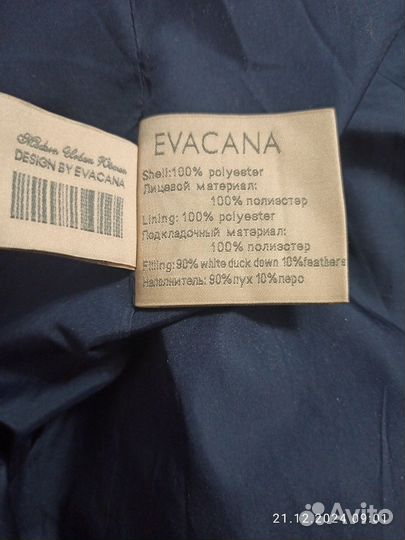 Modern Urban Women
DESIGN BY EVACANA
EVACANA
Shell:100% polyester
Лицевой материал:
100% полиэстер
Lining: 100% polyester
Подкладочный материал:
100% полиэстер
Filling: 90% white duck down 10%feathers
Наполнитель: 90%пух 10%перо
21.12.2024 09:01
Avito